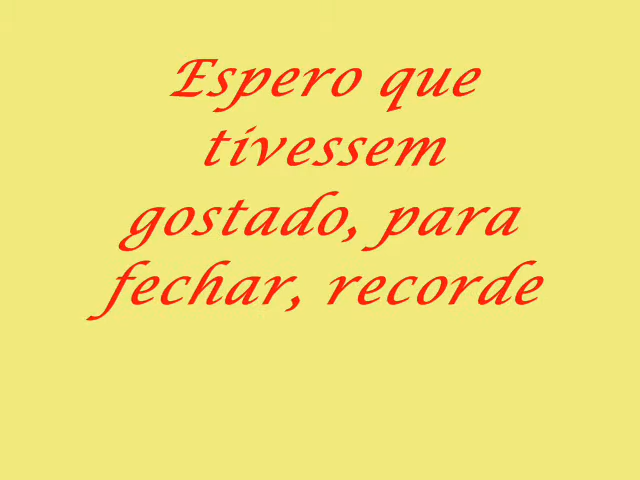 Espero que
tivessem
gostado, para
fechar, recorde